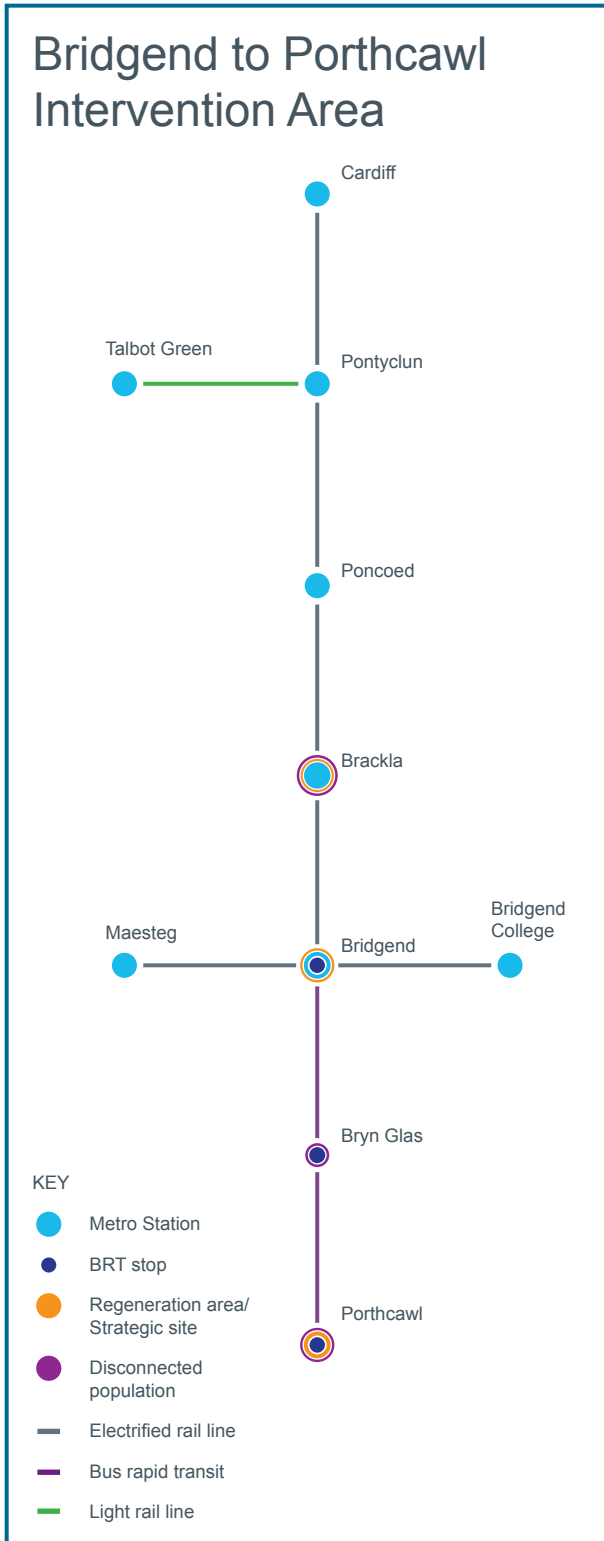 Bridgend to Porthcawl
Intervention Area
Cardiff
Talbot Green
Pontyclun
Poncoed
Brackla
Maesteg
Bridgend
Bridgend
College
Bryn Glas
Porthcawl
KEY
Metro Station
BRT stop
Regeneration area/
Strategic site
Disconnected
population
Electrified rail line
Bus rapid transit
Light rail line